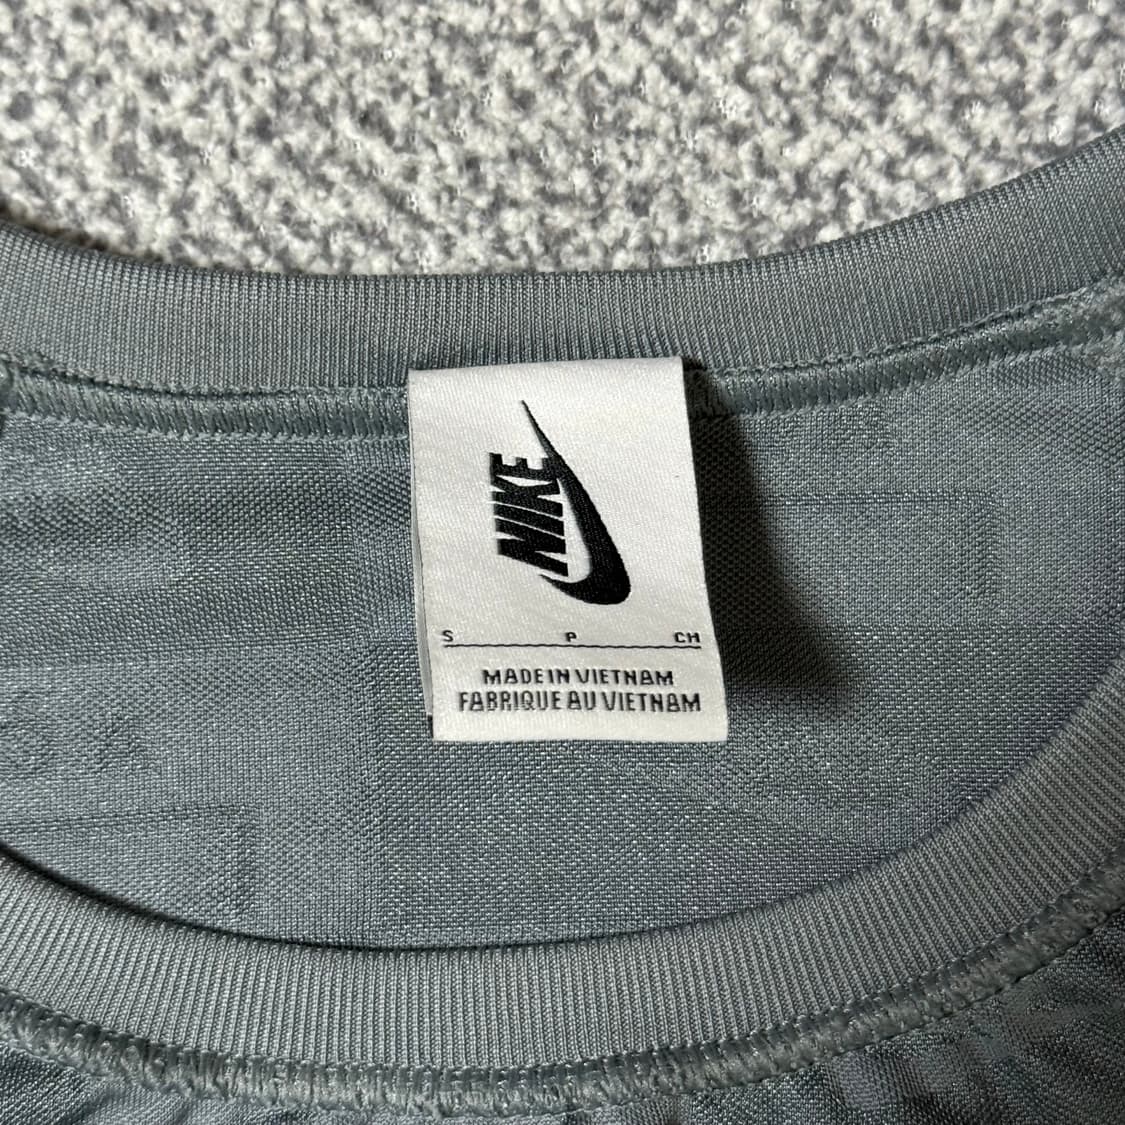 NIKE
S P CH
MADE IN VIETNAM
FABRIQUE AU VIETNAM